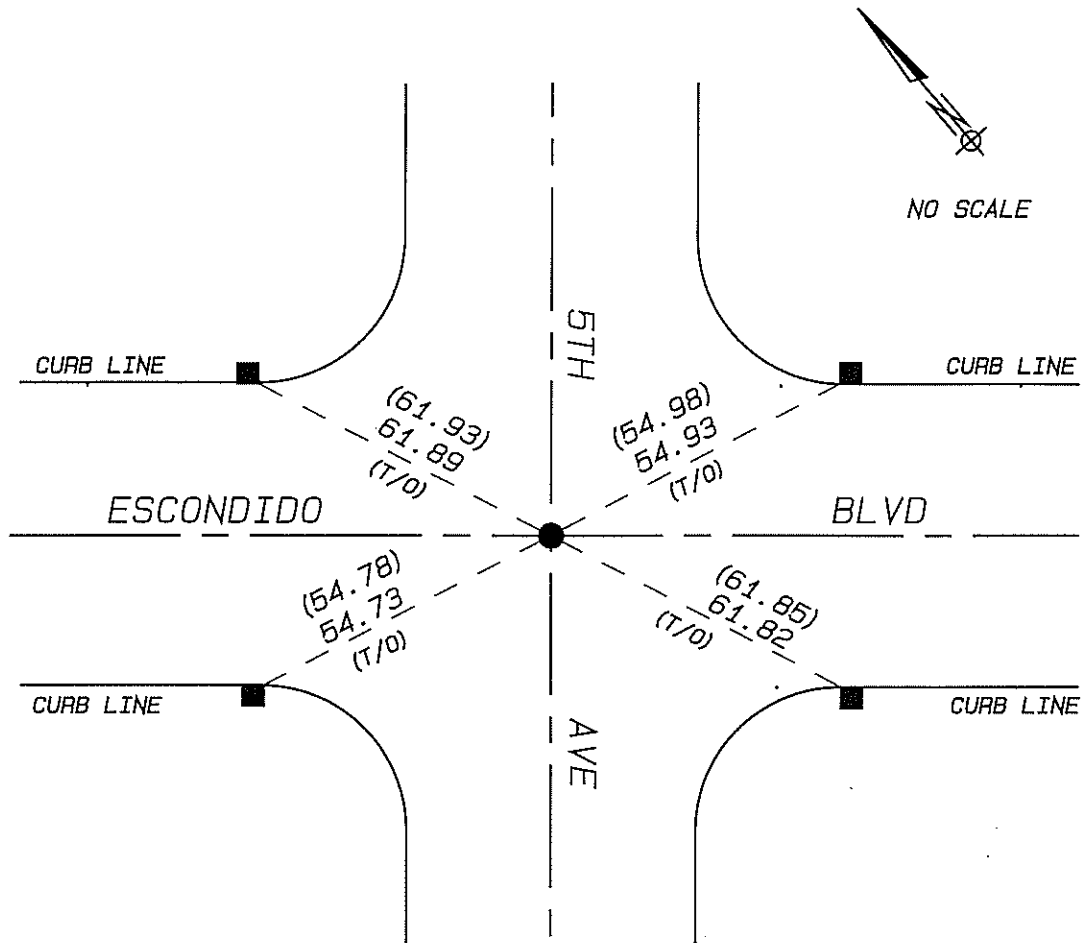 N
NO SCALE
5TH
CURB LINE
CURB LINE
(61.93)
61.89
(T/O)
(54.98)
54.93
(T/O)
ESCONDIDO
BLVD
(54.78)
54.73
(T/O)
(61.85)
61.82
(T/O)
CURB LINE
CURB LINE
AVE